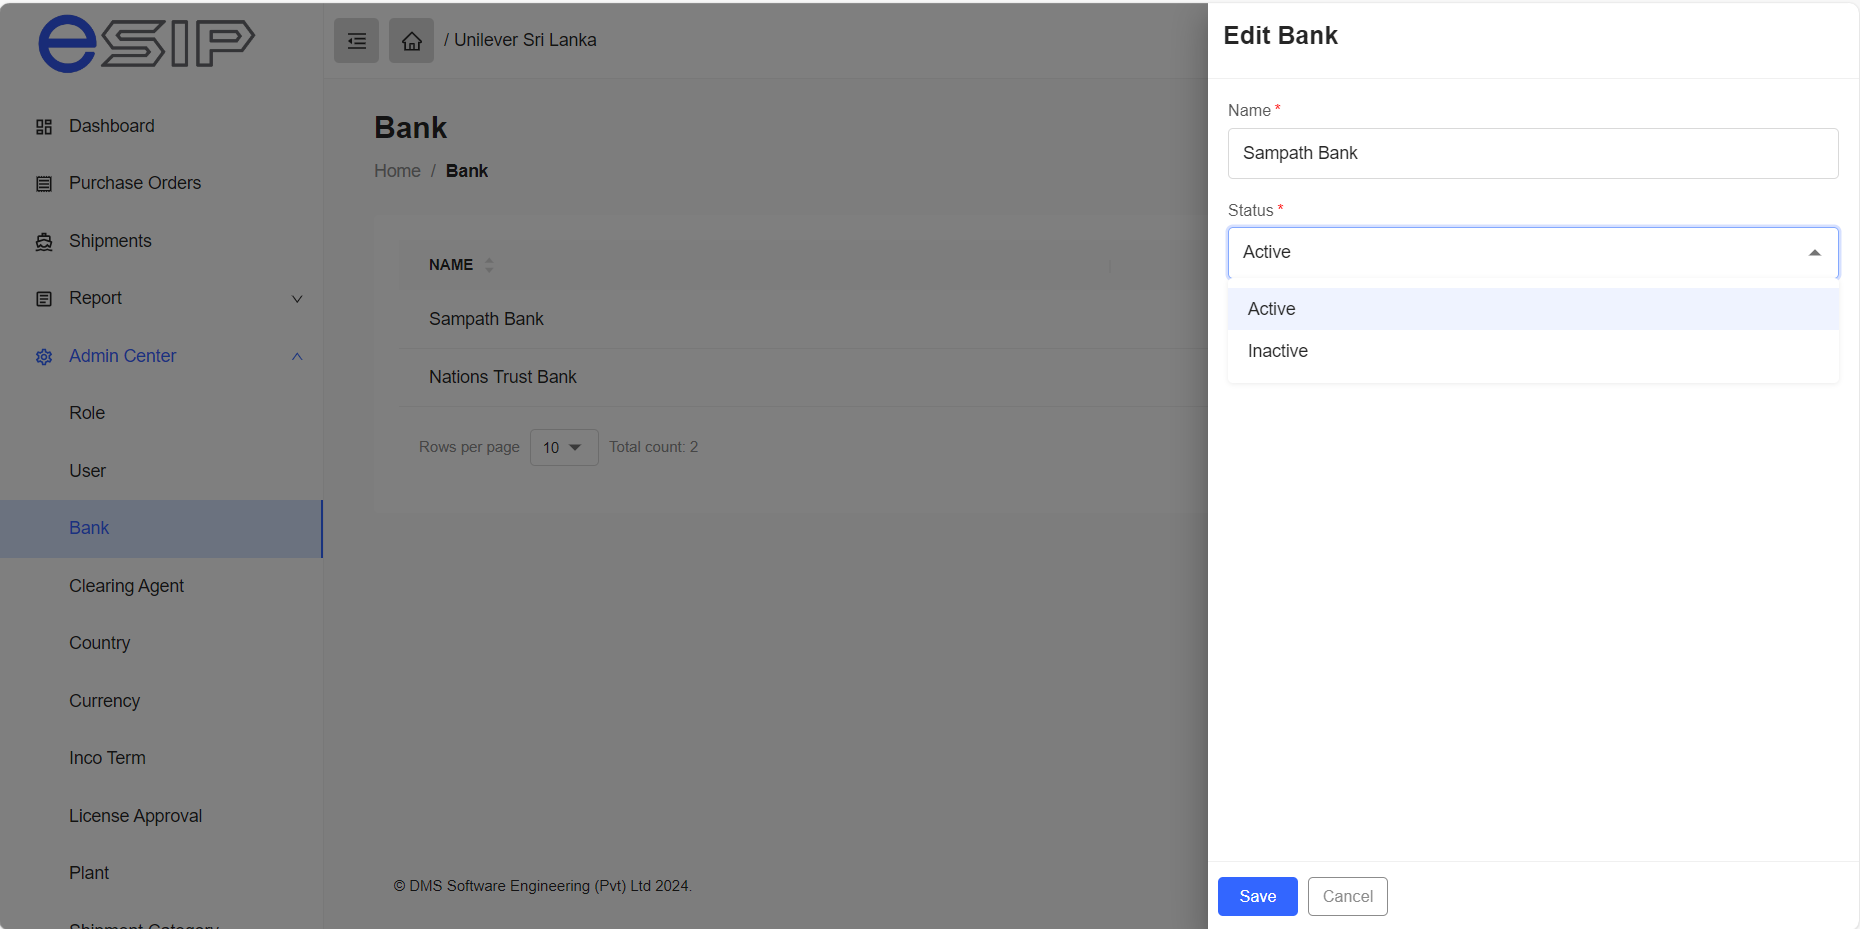 eSIP
Dashboard
Purchase Orders
Shipments
Report
Admin Center
Role
User
Bank
Clearing Agent
Country
Currency
Inco Term
License Approval
Plant
Shipment Category
/ Unilever Sri Lanka
Bank
Home / Bank
NAME
Sampath Bank
Nations Trust Bank
Rows per page 10 Total count: 2
© DMS Software Engineering (Pvt) Ltd 2024.
Edit Bank
Name *
Sampath Bank
Status *
Active
Active
Inactive
Save Cancel